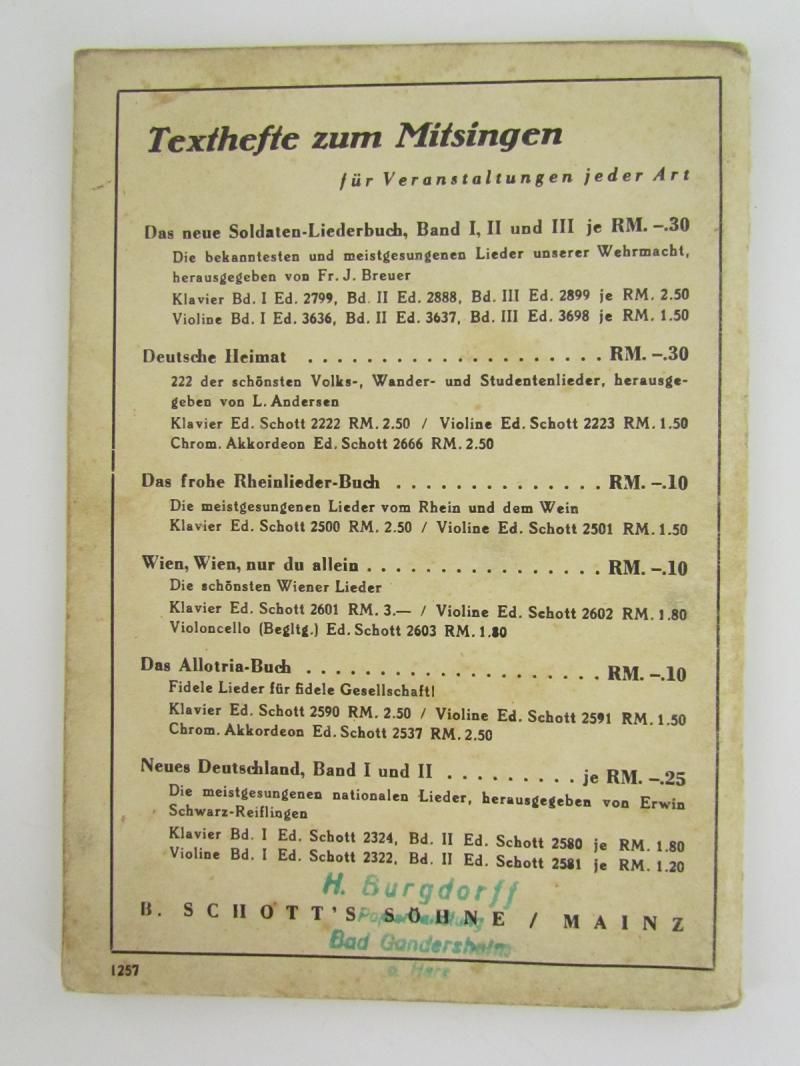 Texthefte zum Mitsingen
für Veranstaltungen jeder Art
Das neue Soldaten-Liederbuch, Band I, II und III je RM. –.30
Die bekanntesten und meistgesungenen Lieder unserer Wehrmacht,
herausgegeben von Fr. J. Breuer
Klavier Bd. I Ed. 2799, Bd. II Ed. 2888, Bd. III Ed. 2899 je RM. 2.50
Violine Bd. I Ed. 3636, Bd. II Ed. 3637, Bd. III Ed. 3698 je RM. 1.50
Deutsche Heimat . . . . . . . . . . . . . . . . . . . . RM. –.30
222 der schönsten Volks-, Wander- und Studentenlieder, herausge-
geben von L. Andersen
Klavier Ed. Schott 2222 RM. 2.50 / Violine Ed. Schott 2223 RM. 1.50
Chrom. Akkordeon Ed. Schott 2666 RM. 2.50
Das frohe Rheinlieder-Buch . . . . . . . . . . . . . . RM. –.10
Die meistgesungenen Lieder vom Rhein und dem Wein
Klavier Ed. Schott 2500 RM. 2.50 / Violine Ed. Schott 2501 RM. 1.50
Wien, Wien, nur du allein . . . . . . . . . . . . . . . . RM. –.10
Die schönsten Wiener Lieder
Klavier Ed. Schott 2601 RM. 3.— / Violine Ed. Schott 2602 RM. 1.80
Violoncello (Begltg.) Ed. Schott 2603 RM. 1.80
Das Allotria-Buch . . . . . . . . . . . . . . . . . . . . RM. –.10
Fidele Lieder für fidele Gesellschaft!
Klavier Ed. Schott 2590 RM. 2.50 / Violine Ed. Schott 2591 RM. 1.50
Chrom. Akkordeon Ed. Schott 2537 RM. 2.50
Neues Deutschland, Band I und II . . . . . . . . . je RM. –.25
Die meistgesungenen nationalen Lieder, herausgegeben von Erwin
Schwarz-Reiflingen
Klavier Bd. I Ed. Schott 2324, Bd. II Ed. Schott 2580 je RM. 1.80
Violine Bd. I Ed. Schott 2322, Bd. II Ed. Schott 2581 je RM. 1.20
H. Burgdorff
B. SCHOTT'S SÖHNE / MAINZ
Papierhandlung
Bad Gandersheim
a. Harz
1257